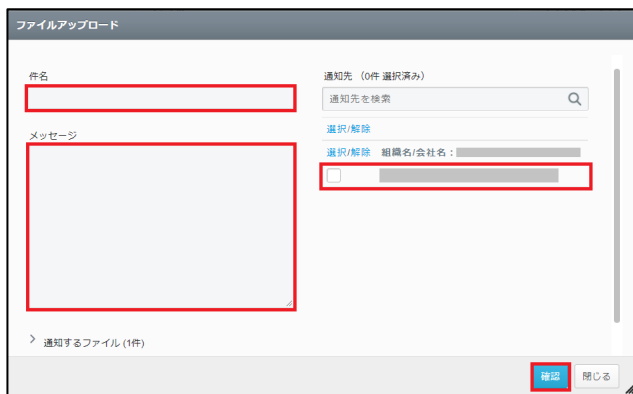 ファイルアップロード
件名
メッセージ
通知するファイル (1件)
通知先 （0件 選択済み）
通知先を検索
選択/解除
選択/解除 組織名/会社名：
確認 閉じる